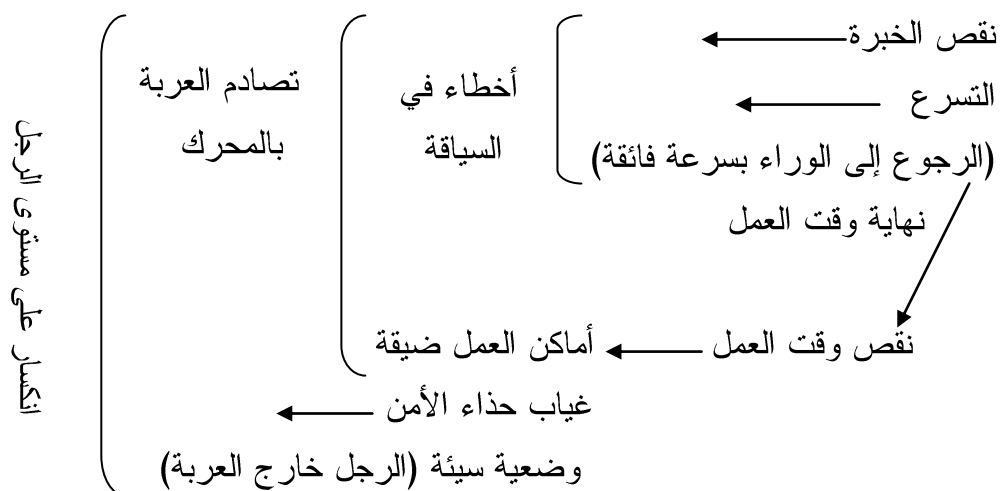 نقص الخبرة
التسرع
(الرجوع إلى الوراء بسرعة فائقة)
نهاية وقت العمل
نقص وقت العمل
أخطاء في
السياقة
أماكن العمل ضيقة
تصادم العربة
بالمحرك
غياب حذاء الأمن
وضعية سيئة (الرجل خارج العربة)
انكسار على مستوى الرجل